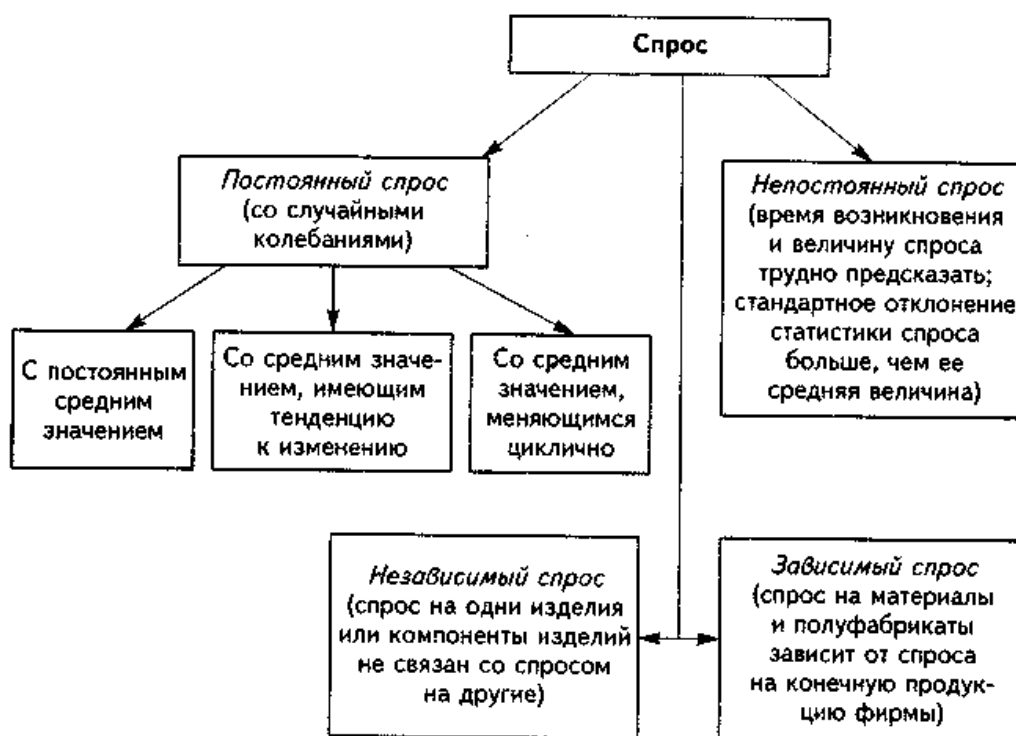 Спрос
Постоянный спрос
(со случайными
колебаниями)
Непостоянный спрос
(время возникновения
и величину спроса
трудно предсказать;
стандартное отклонение
статистики спроса
больше, чем ее
средняя величина)
С постоянным
средним
значением
Со средним значе-
нием, имеющим
тенденцию
к изменению
Со средним
значением,
меняющимся
циклично
Независимый спрос
(спрос на одни изделия
или компоненты изделий
не связан со спросом
на другие)
Зависимый спрос
(спрос на материалы
и полуфабрикаты
зависит от спроса
на конечную продук-
цию фирмы)